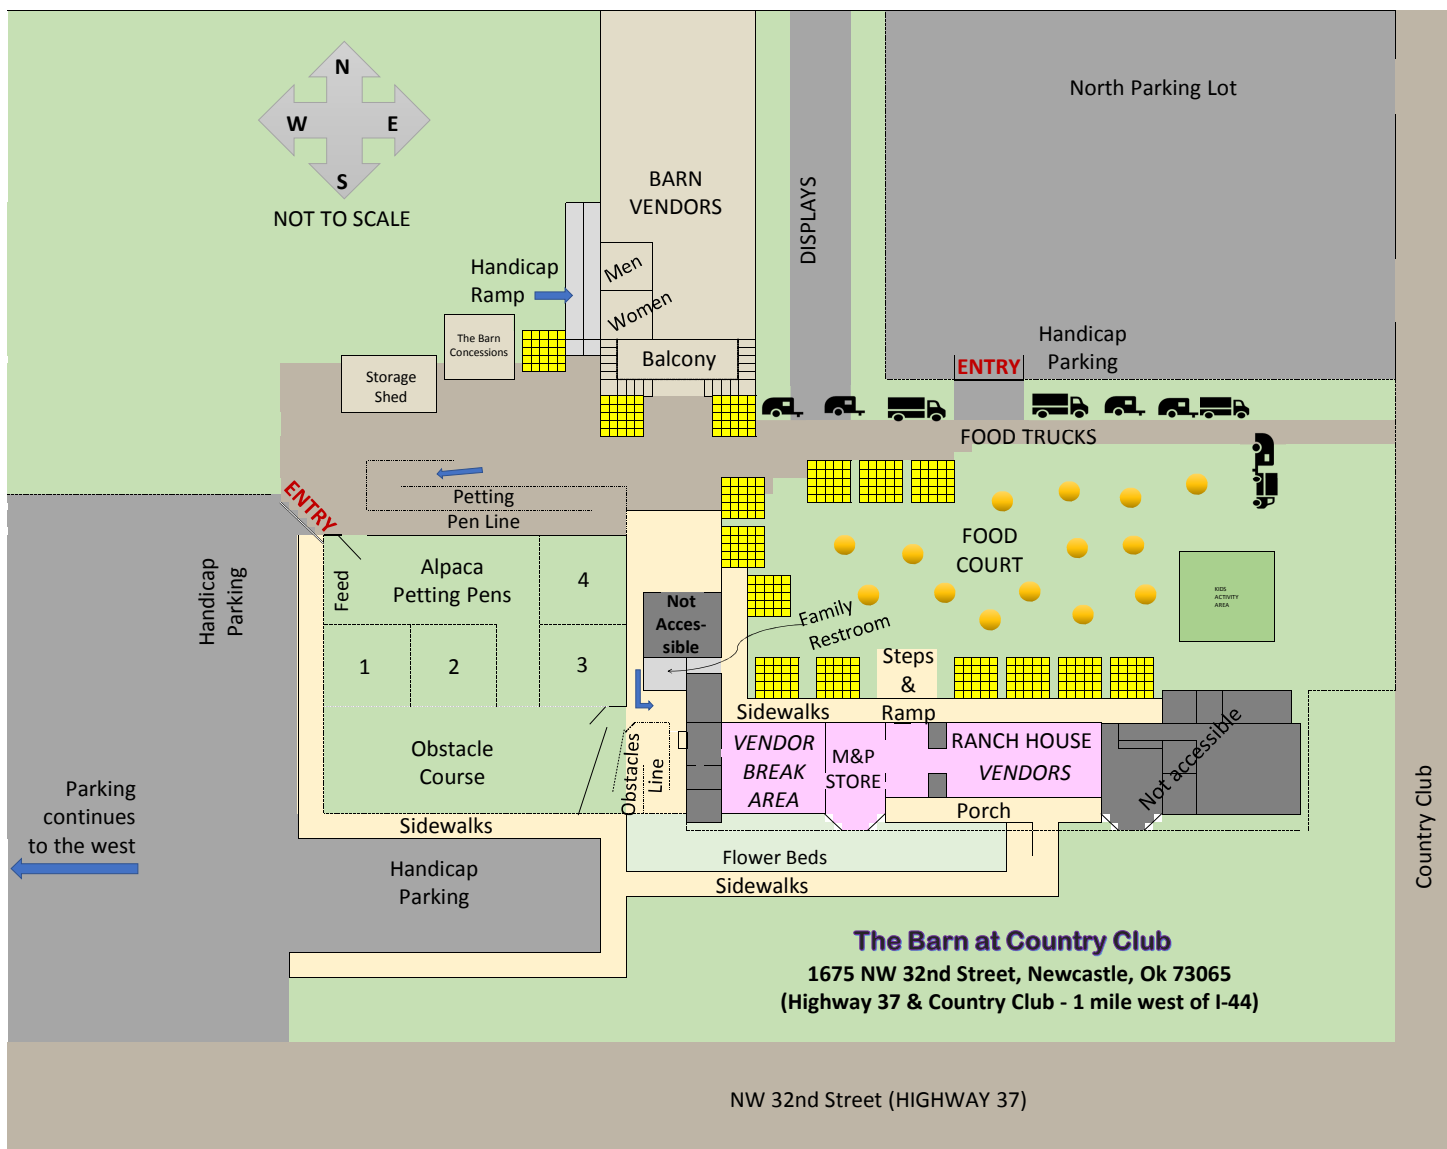 N
W
E
S
NOT TO SCALE
BARN
VENDORS
DISPLAYS
North Parking Lot
Handicap
Ramp
Men
Women
The Barn
Concessions
Storage
Shed
Balcony
Handicap
Parking
ENTRY
FOOD TRUCKS
ENTRY
Petting
Pen Line
Handicap
Parking
Feed
Alpaca
Petting Pens
4
1
2
3
Not
Acces-
sible
Family
Restroom
FOOD
COURT
KIDS
ACTIVITY
AREA
Steps
&
Ramp
Sidewalks
Obstacle
Course
Obstacles
Line
VENDOR
BREAK
AREA
M&P
STORE
RANCH HOUSE
VENDORS
Not accessible
Porch
Parking
continues
to the west
Sidewalks
Handicap
Parking
Flower Beds
Sidewalks
Country Club
The Barn at Country Club
1675 NW 32nd Street, Newcastle, Ok 73065
(Highway 37 & Country Club - 1 mile west of I-44)
NW 32nd Street (HIGHWAY 37)